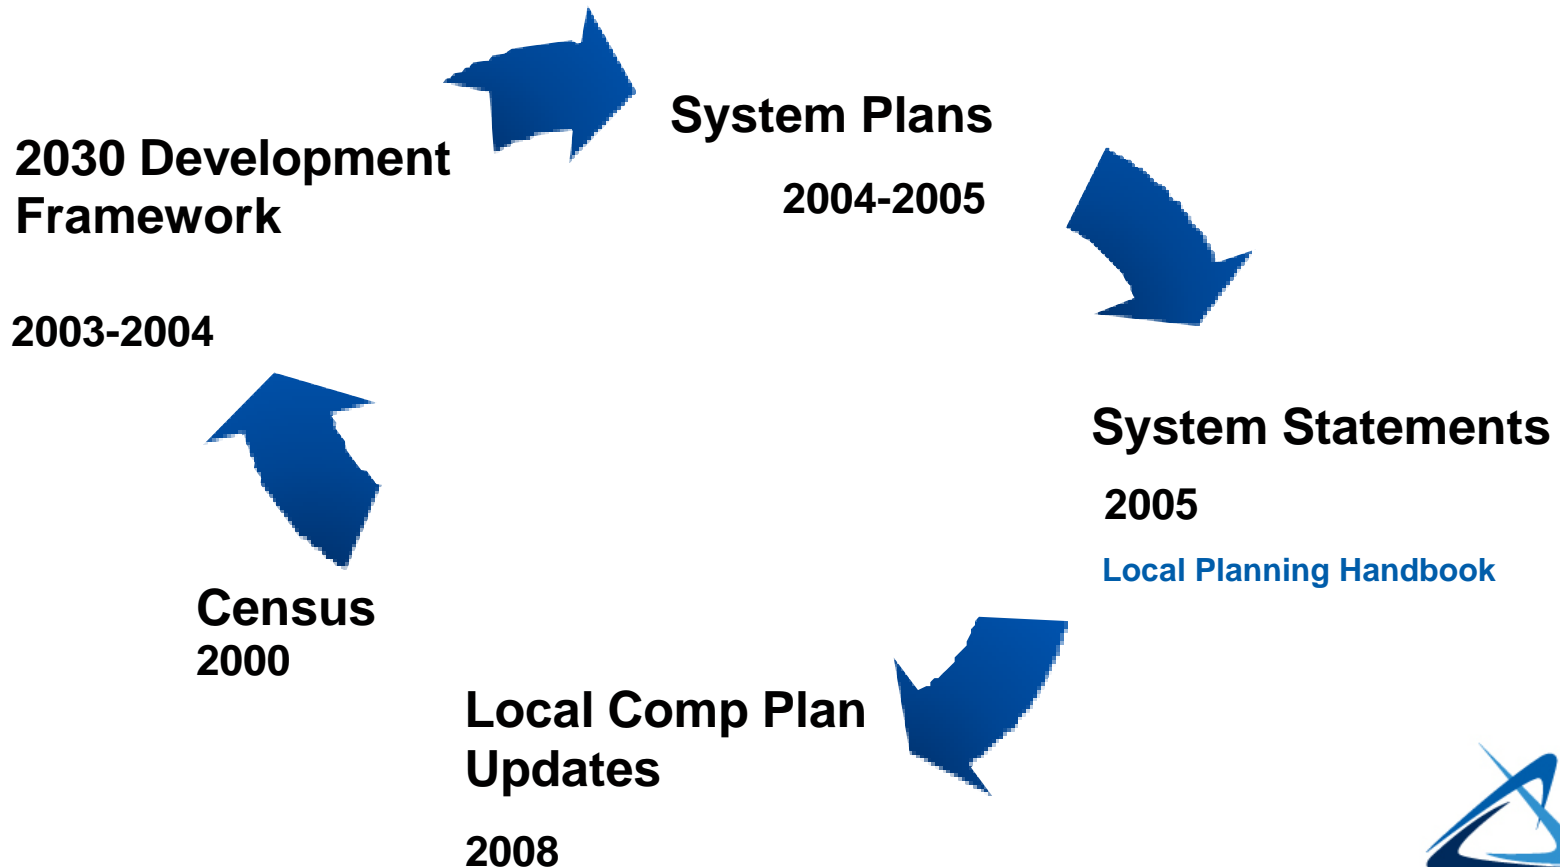 2030 Development
Framework
2003-2004
System Plans
2004-2005
System Statements
2005
Local Planning Handbook
Local Comp Plan
Updates
2008
Census
2000